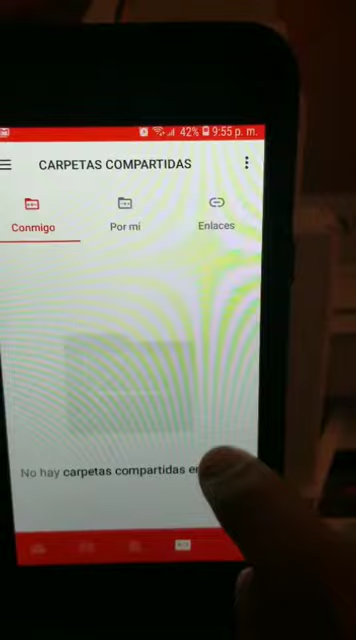 42% 9:55 p. m.
CARPETAS COMPARTIDAS
Conmigo
Por mí
Enlaces
No hay carpetas compartidas